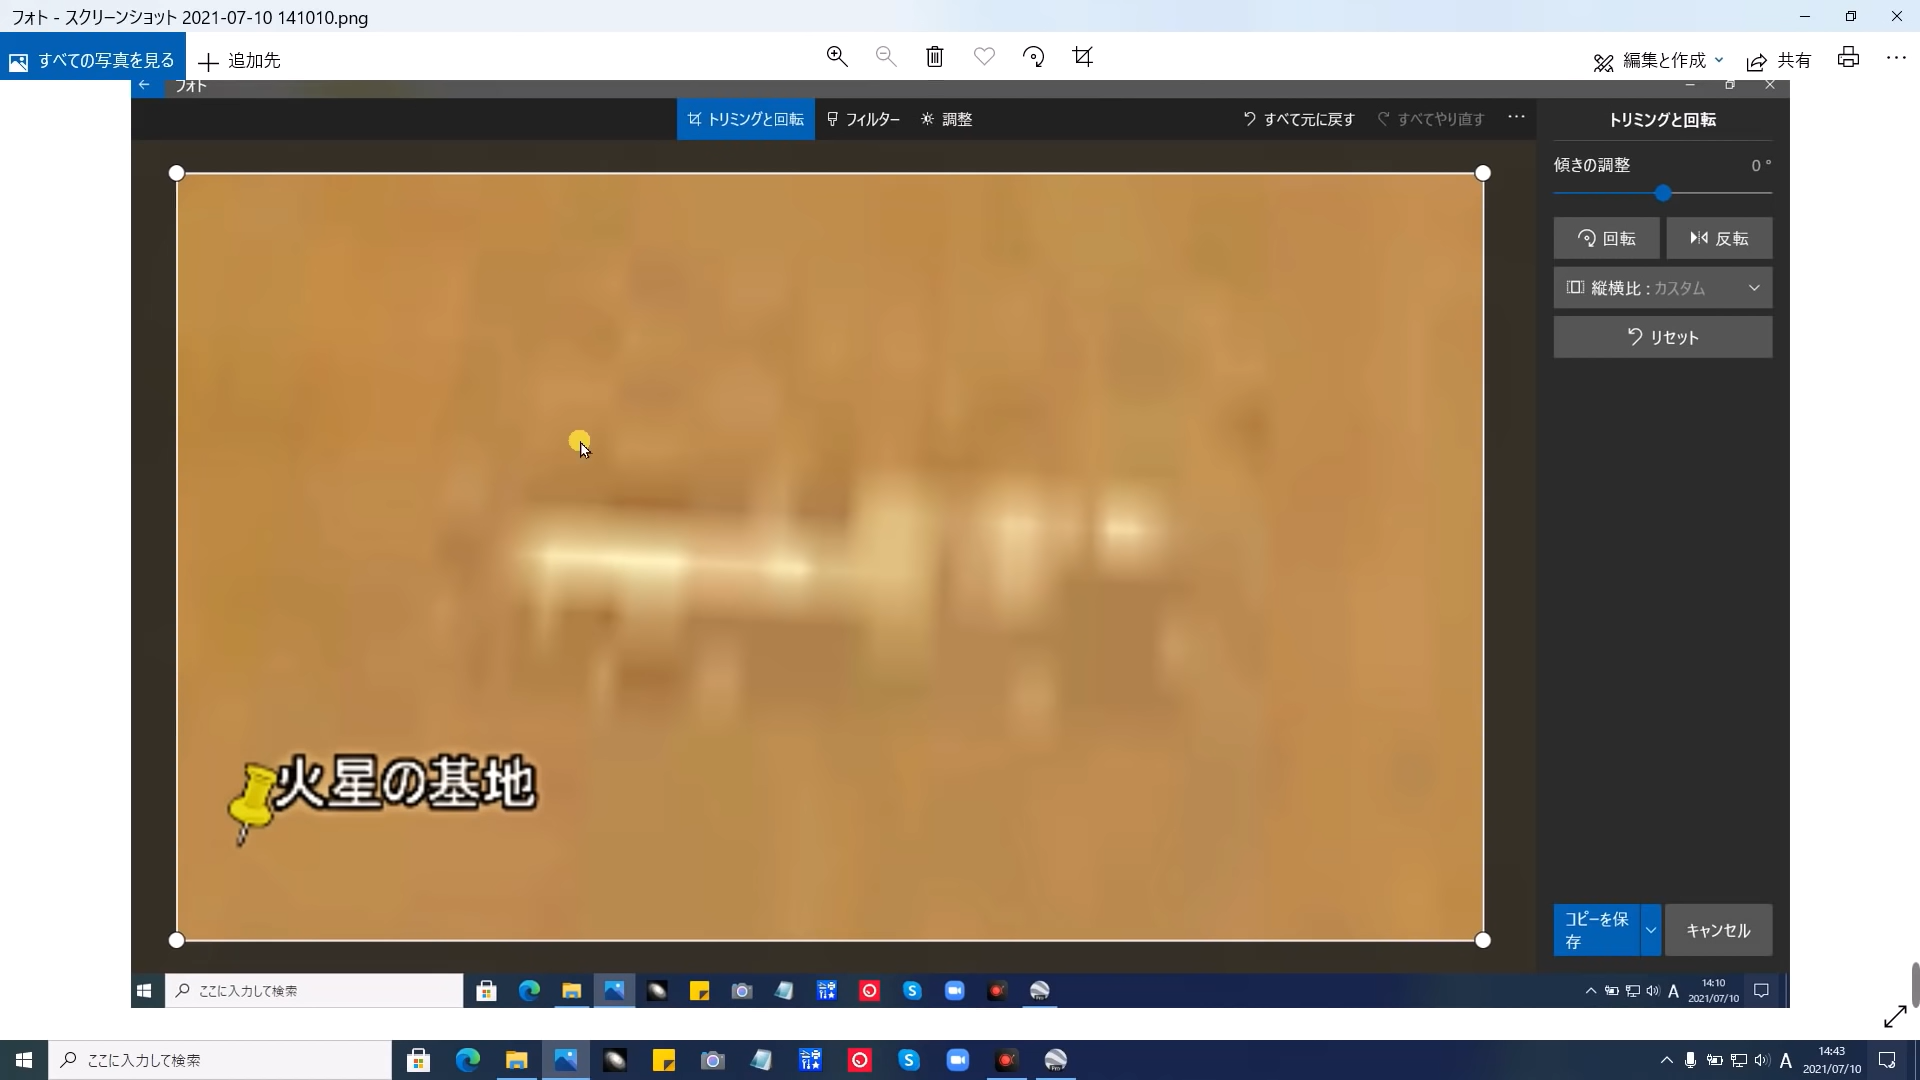 フォト - スクリーンショット 2021-07-10 141010.png
すべての写真を見る
追加先
編集と作成
共有
フォト
トリミングと回転
フィルター
調整
すべて元に戻す
すべてやり直す
トリミングと回転
傾きの調整
0 °
回転
反転
縦横比 : カスタム
リセット
火星の基地
コピーを保
存
キャンセル
ここに入力して検索
A
14:10
2021/07/10
ここに入力して検索
A
14:43
2021/07/10